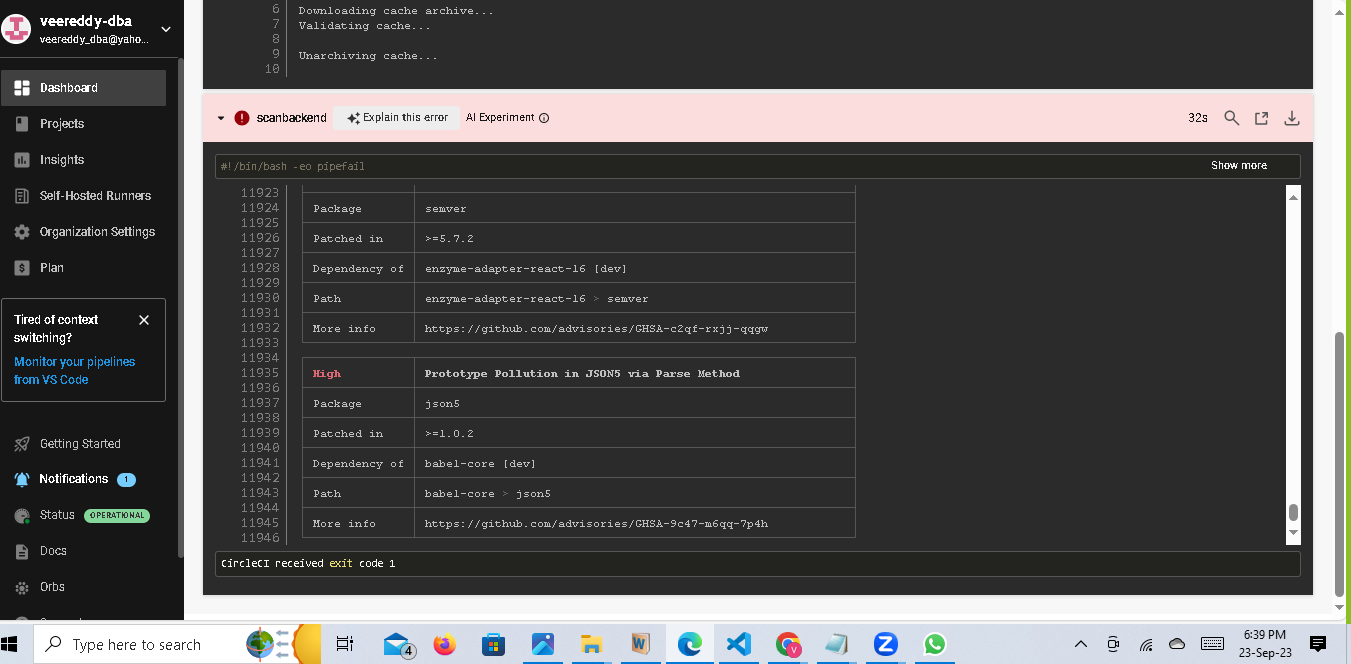 veereddy-dba
veereddy_dba@yaho...
Dashboard
Projects
Insights
Self-Hosted Runners
Organization Settings
Plan
Tired of context
switching?
Monitor your pipelines
from VS Code
Getting Started
Notifications 1
Status OPERATIONAL
Docs
Orbs
6 Downloading cache archive...
7 Validating cache...
8
9 Unarchiving cache...
10
scanbackend Explain this error AI Experiment 32s
#!/bin/bash -eo pipefail Show more
11923
11924 Package semver
11925
11926 Patched in >=5.7.2
11927
11928 Dependency of enzyme-adapter-react-16 [dev]
11929
11930 Path enzyme-adapter-react-16 > semver
11931
11932 More info https://github.com/advisories/GHSA-c2qf-rxjj-qqgw
11933
11934
11935 High Prototype Pollution in JSON5 via Parse Method
11936
11937 Package json5
11938
11939 Patched in >=1.0.2
11940
11941 Dependency of babel-core [dev]
11942
11943 Path babel-core > json5
11944
11945 More info https://github.com/advisories/GHSA-9c47-m6qq-7p4h
11946
CircleCI received exit code 1
Type here to search
4
V
6:39 PM
23-Sep-23